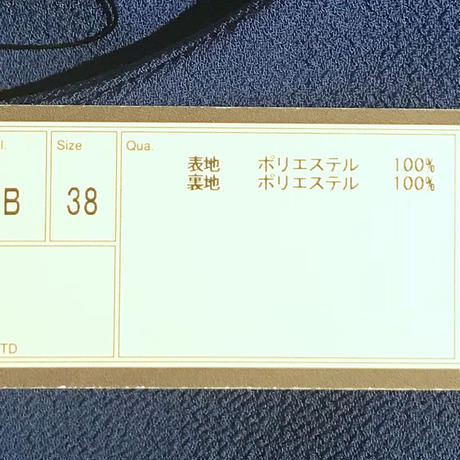 l. Size Qua.
B 38
表地 ポリエステル 100%
裏地 ポリエステル 100%
TD